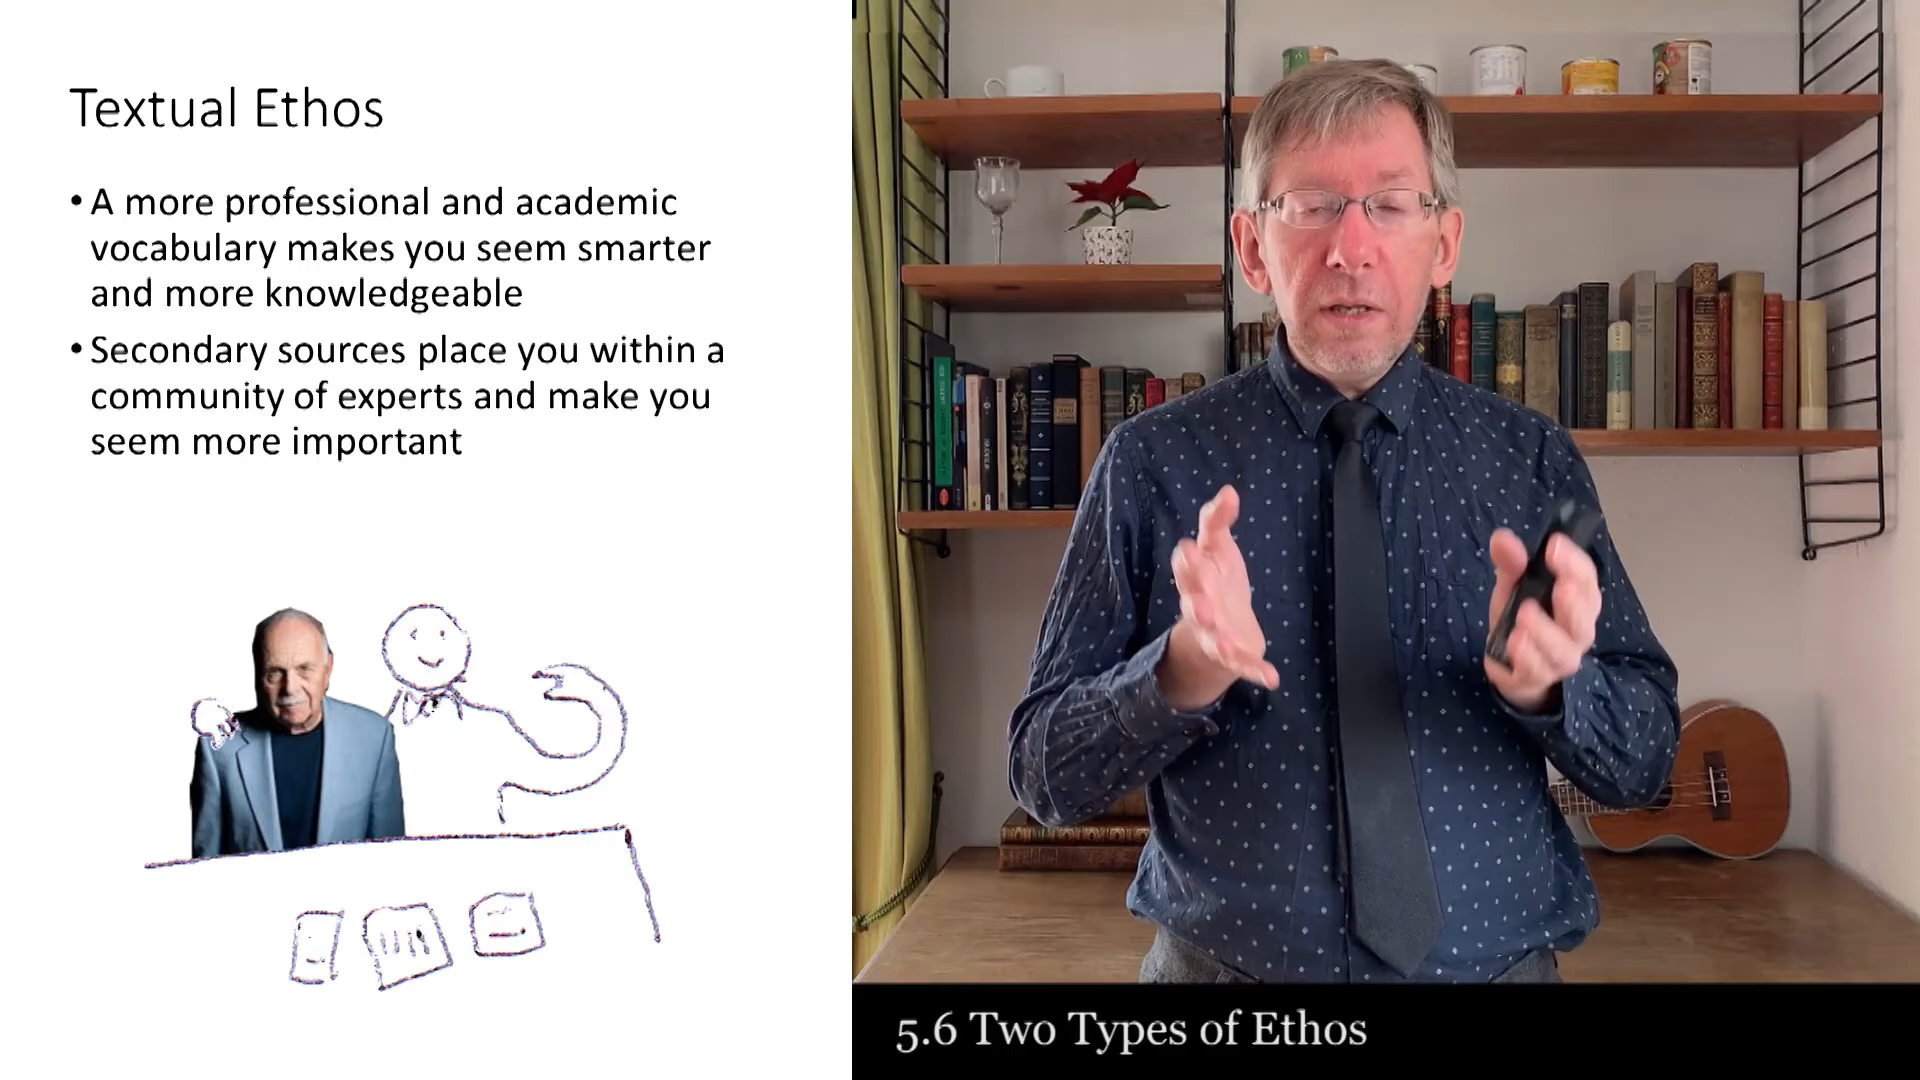 Textual Ethos
• A more professional and academic
vocabulary makes you seem smarter
and more knowledgeable
• Secondary sources place you within a
community of experts and make you
seem more important
5.6 Two Types of Ethos